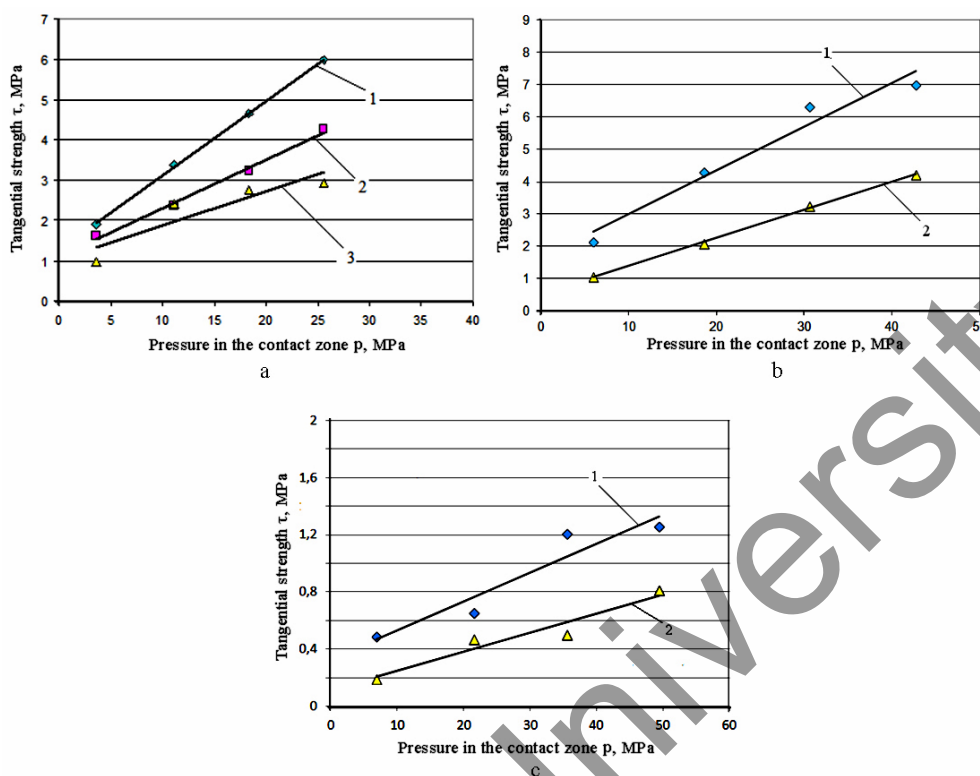 7
6
5
4
3
2
1
0
Tangential strength τ, MPa
1
2
3
0 5 10 15 20 25 30 35 40
Pressure in the contact zone p, MPa
a
9
8
7
6
5
4
3
2
1
0
Tangential strength τ, MPa
1
2
0 10 20 30 40 50
Pressure in the contact zone p, MPa
b
2
1,6
1,2
0,8
0,4
0
Tangential strength τ, MPa
1
2
0 10 20 30 40 50 60
Pressure in the contact zone p, MPa
c
Universit